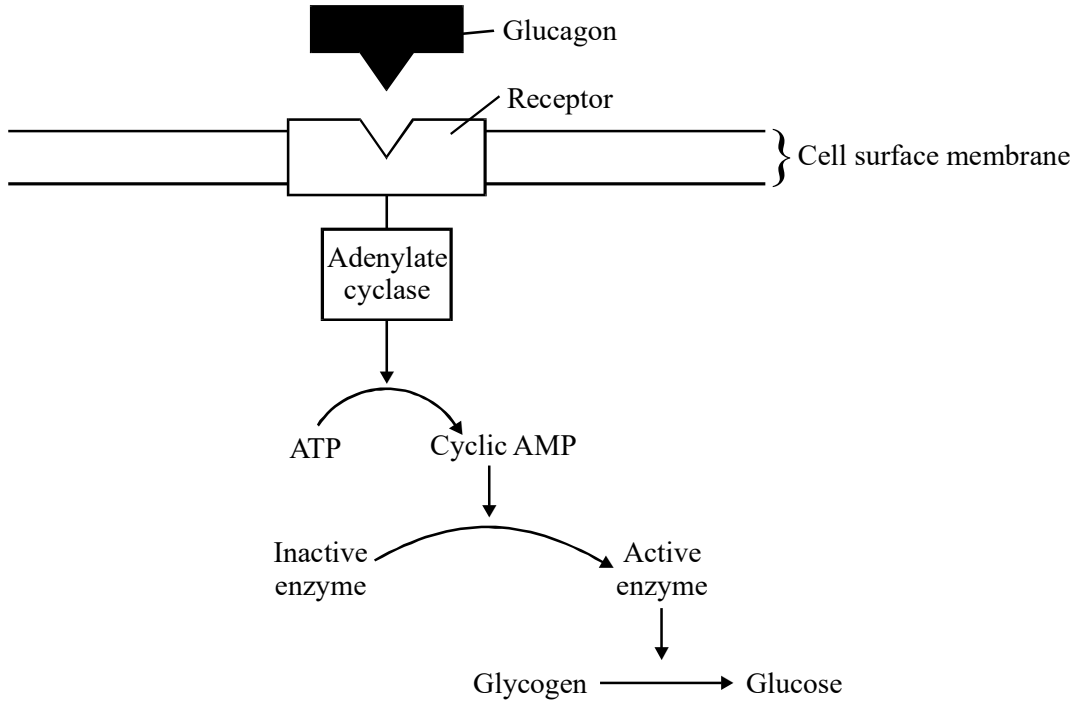 Glucagon
Receptor
Cell surface membrane
Adenylate
cyclase
ATP
Cyclic AMP
Inactive
enzyme
Active
enzyme
Glycogen
Glucose